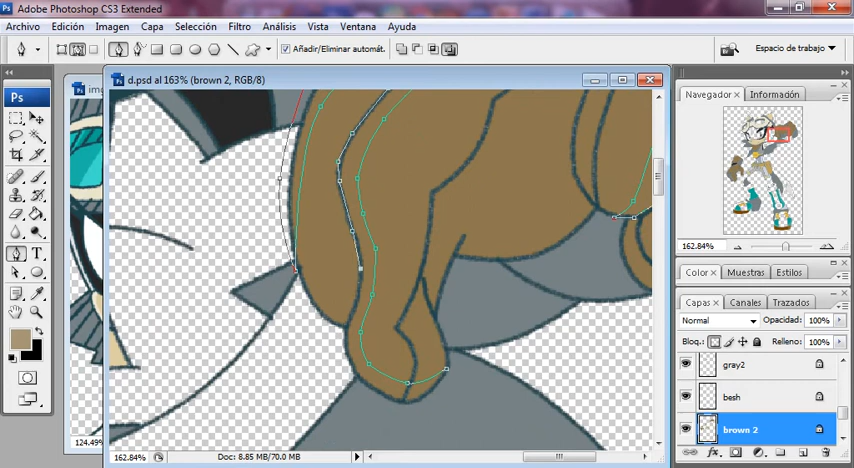 Adobe Photoshop CS3 Extended
Archivo Edición Imagen Capa Selección Filtro Análisis Vista Ventana Ayuda
Añadir/Eliminar automát.
Espacio de trabajo
Ps
img
d.psd al 163% (brown 2, RGB/8)
T
124.49%
162.84%
Doc: 8.85 MB/70.0 MB
Navegador Información
162.84%
Color Muestras Estilos
Capas Canales Trazados
Normal Opacidad: 100%
Bloq.: Relleno: 100%
gray2
besh
brown 2
fx